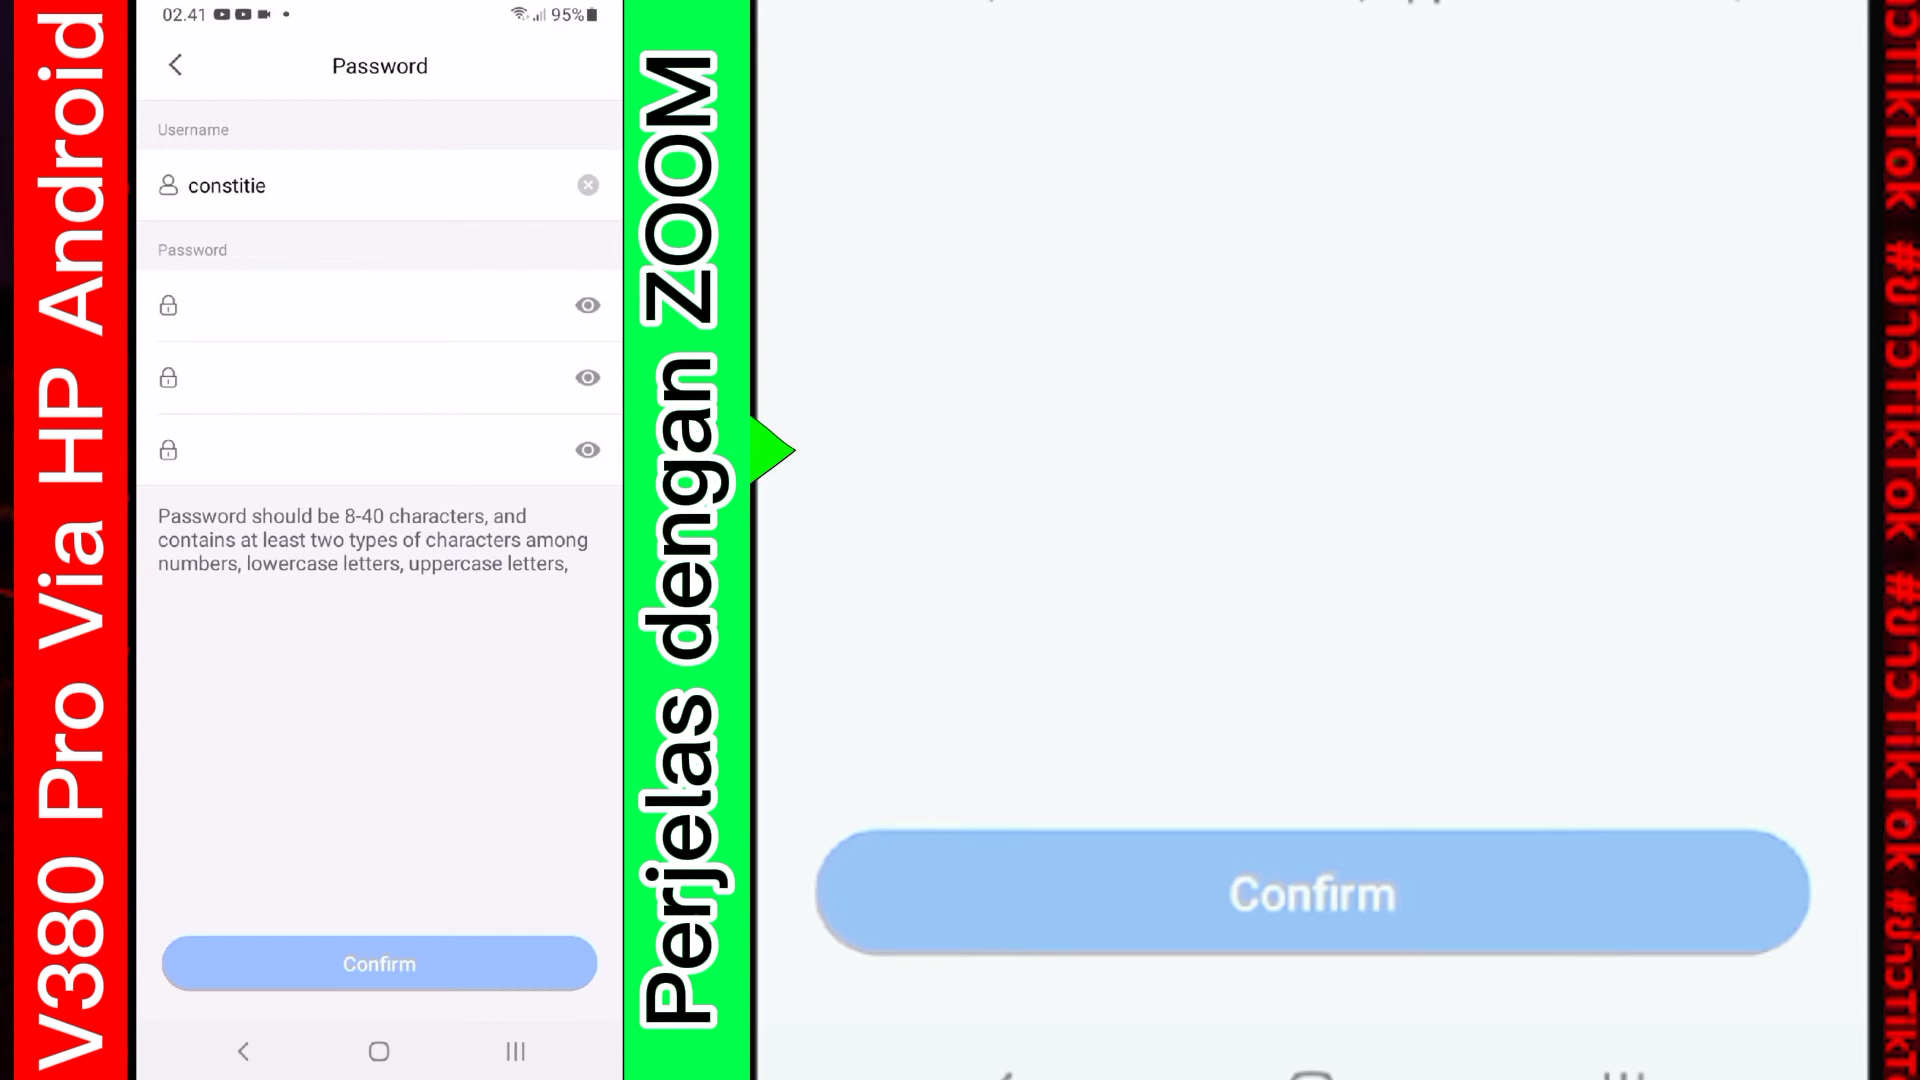 V380 Pro Via HP Android
02.41
95%
Password
Username
constitie
Password
Password should be 8-40 characters, and
contains at least two types of characters among
numbers, lowercase letters, uppercase letters,
Confirm
Perjelas dengan ZOOM
Confirm